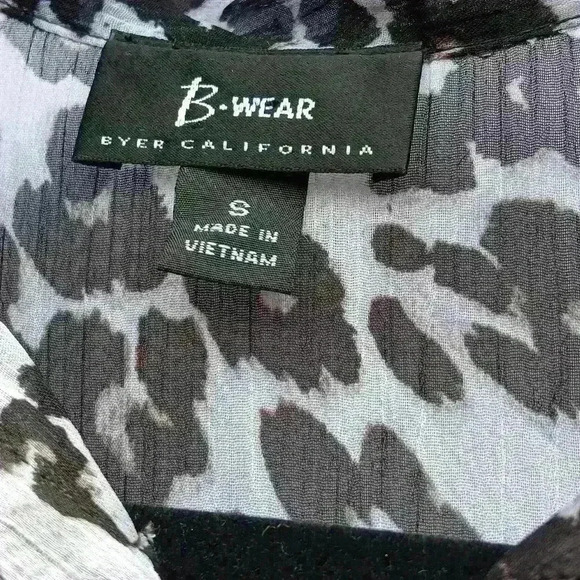 B·WEAR
BYER CALIFORNIA
S
MADE IN
VIETNAM